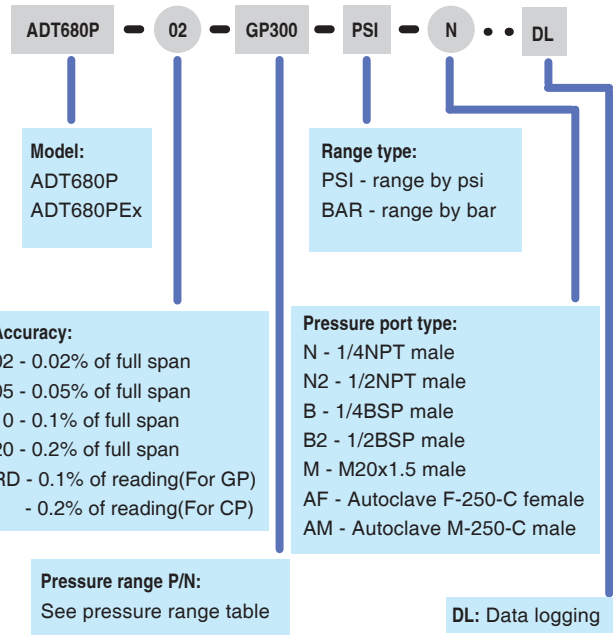 ADT680P - 02 - GP300 - PSI - N • • DL
Model:
ADT680P
ADT680PEx
Range type:
PSI - range by psi
BAR - range by bar
Accuracy:
02 - 0.02% of full span
05 - 0.05% of full span
10 - 0.1% of full span
20 - 0.2% of full span
RD - 0.1% of reading(For GP)
- 0.2% of reading(For CP)
Pressure port type:
N - 1/4NPT male
N2 - 1/2NPT male
B - 1/4BSP male
B2 - 1/2BSP male
M - M20x1.5 male
AF - Autoclave F-250-C female
AM - Autoclave M-250-C male
Pressure range P/N:
See pressure range table
DL: Data logging